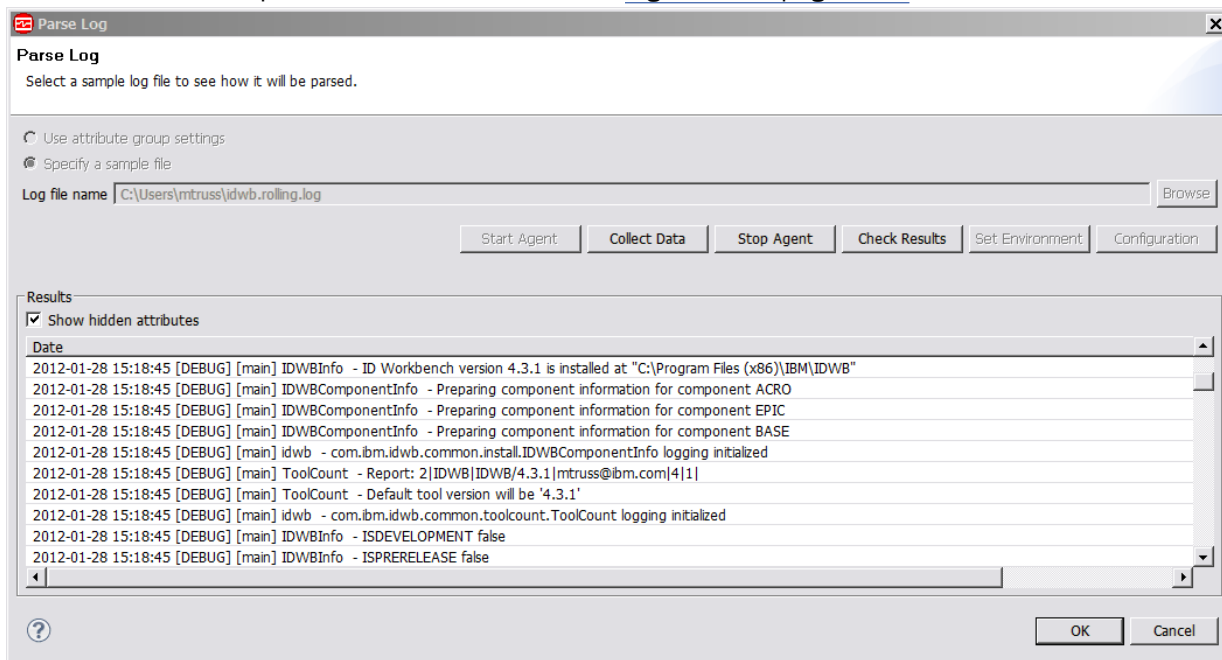 Parse Log
x
Parse Log
Select a sample log file to see how it will be parsed.
Use attribute group settings
Specify a sample file
Log file name C:\Users\mtruss\idwb.rolling.log Browse
Start Agent Collect Data Stop Agent Check Results Set Environment Configuration
Results
Show hidden attributes
Date
2012-01-28 15:18:45 [DEBUG] [main] IDWBInfo - ID Workbench version 4.3.1 is installed at "C:\Program Files (x86)\IBM\IDWB"
2012-01-28 15:18:45 [DEBUG] [main] IDWBComponentInfo - Preparing component information for component ACRO
2012-01-28 15:18:45 [DEBUG] [main] IDWBComponentInfo - Preparing component information for component EPIC
2012-01-28 15:18:45 [DEBUG] [main] IDWBComponentInfo - Preparing component information for component BASE
2012-01-28 15:18:45 [DEBUG] [main] idwb - com.ibm.idwb.common.install.IDWBComponentInfo logging initialized
2012-01-28 15:18:45 [DEBUG] [main] ToolCount - Report: 2|IDWB|IDWB/4.3.1|mtruss@ibm.com|4|1|
2012-01-28 15:18:45 [DEBUG] [main] ToolCount - Default tool version will be '4.3.1'
2012-01-28 15:18:45 [DEBUG] [main] idwb - com.ibm.idwb.common.toolcount.ToolCount logging initialized
2012-01-28 15:18:45 [DEBUG] [main] IDWBInfo - ISDEVELOPMENT false
2012-01-28 15:18:45 [DEBUG] [main] IDWBInfo - ISPRERELEASE false
?
OK Cancel